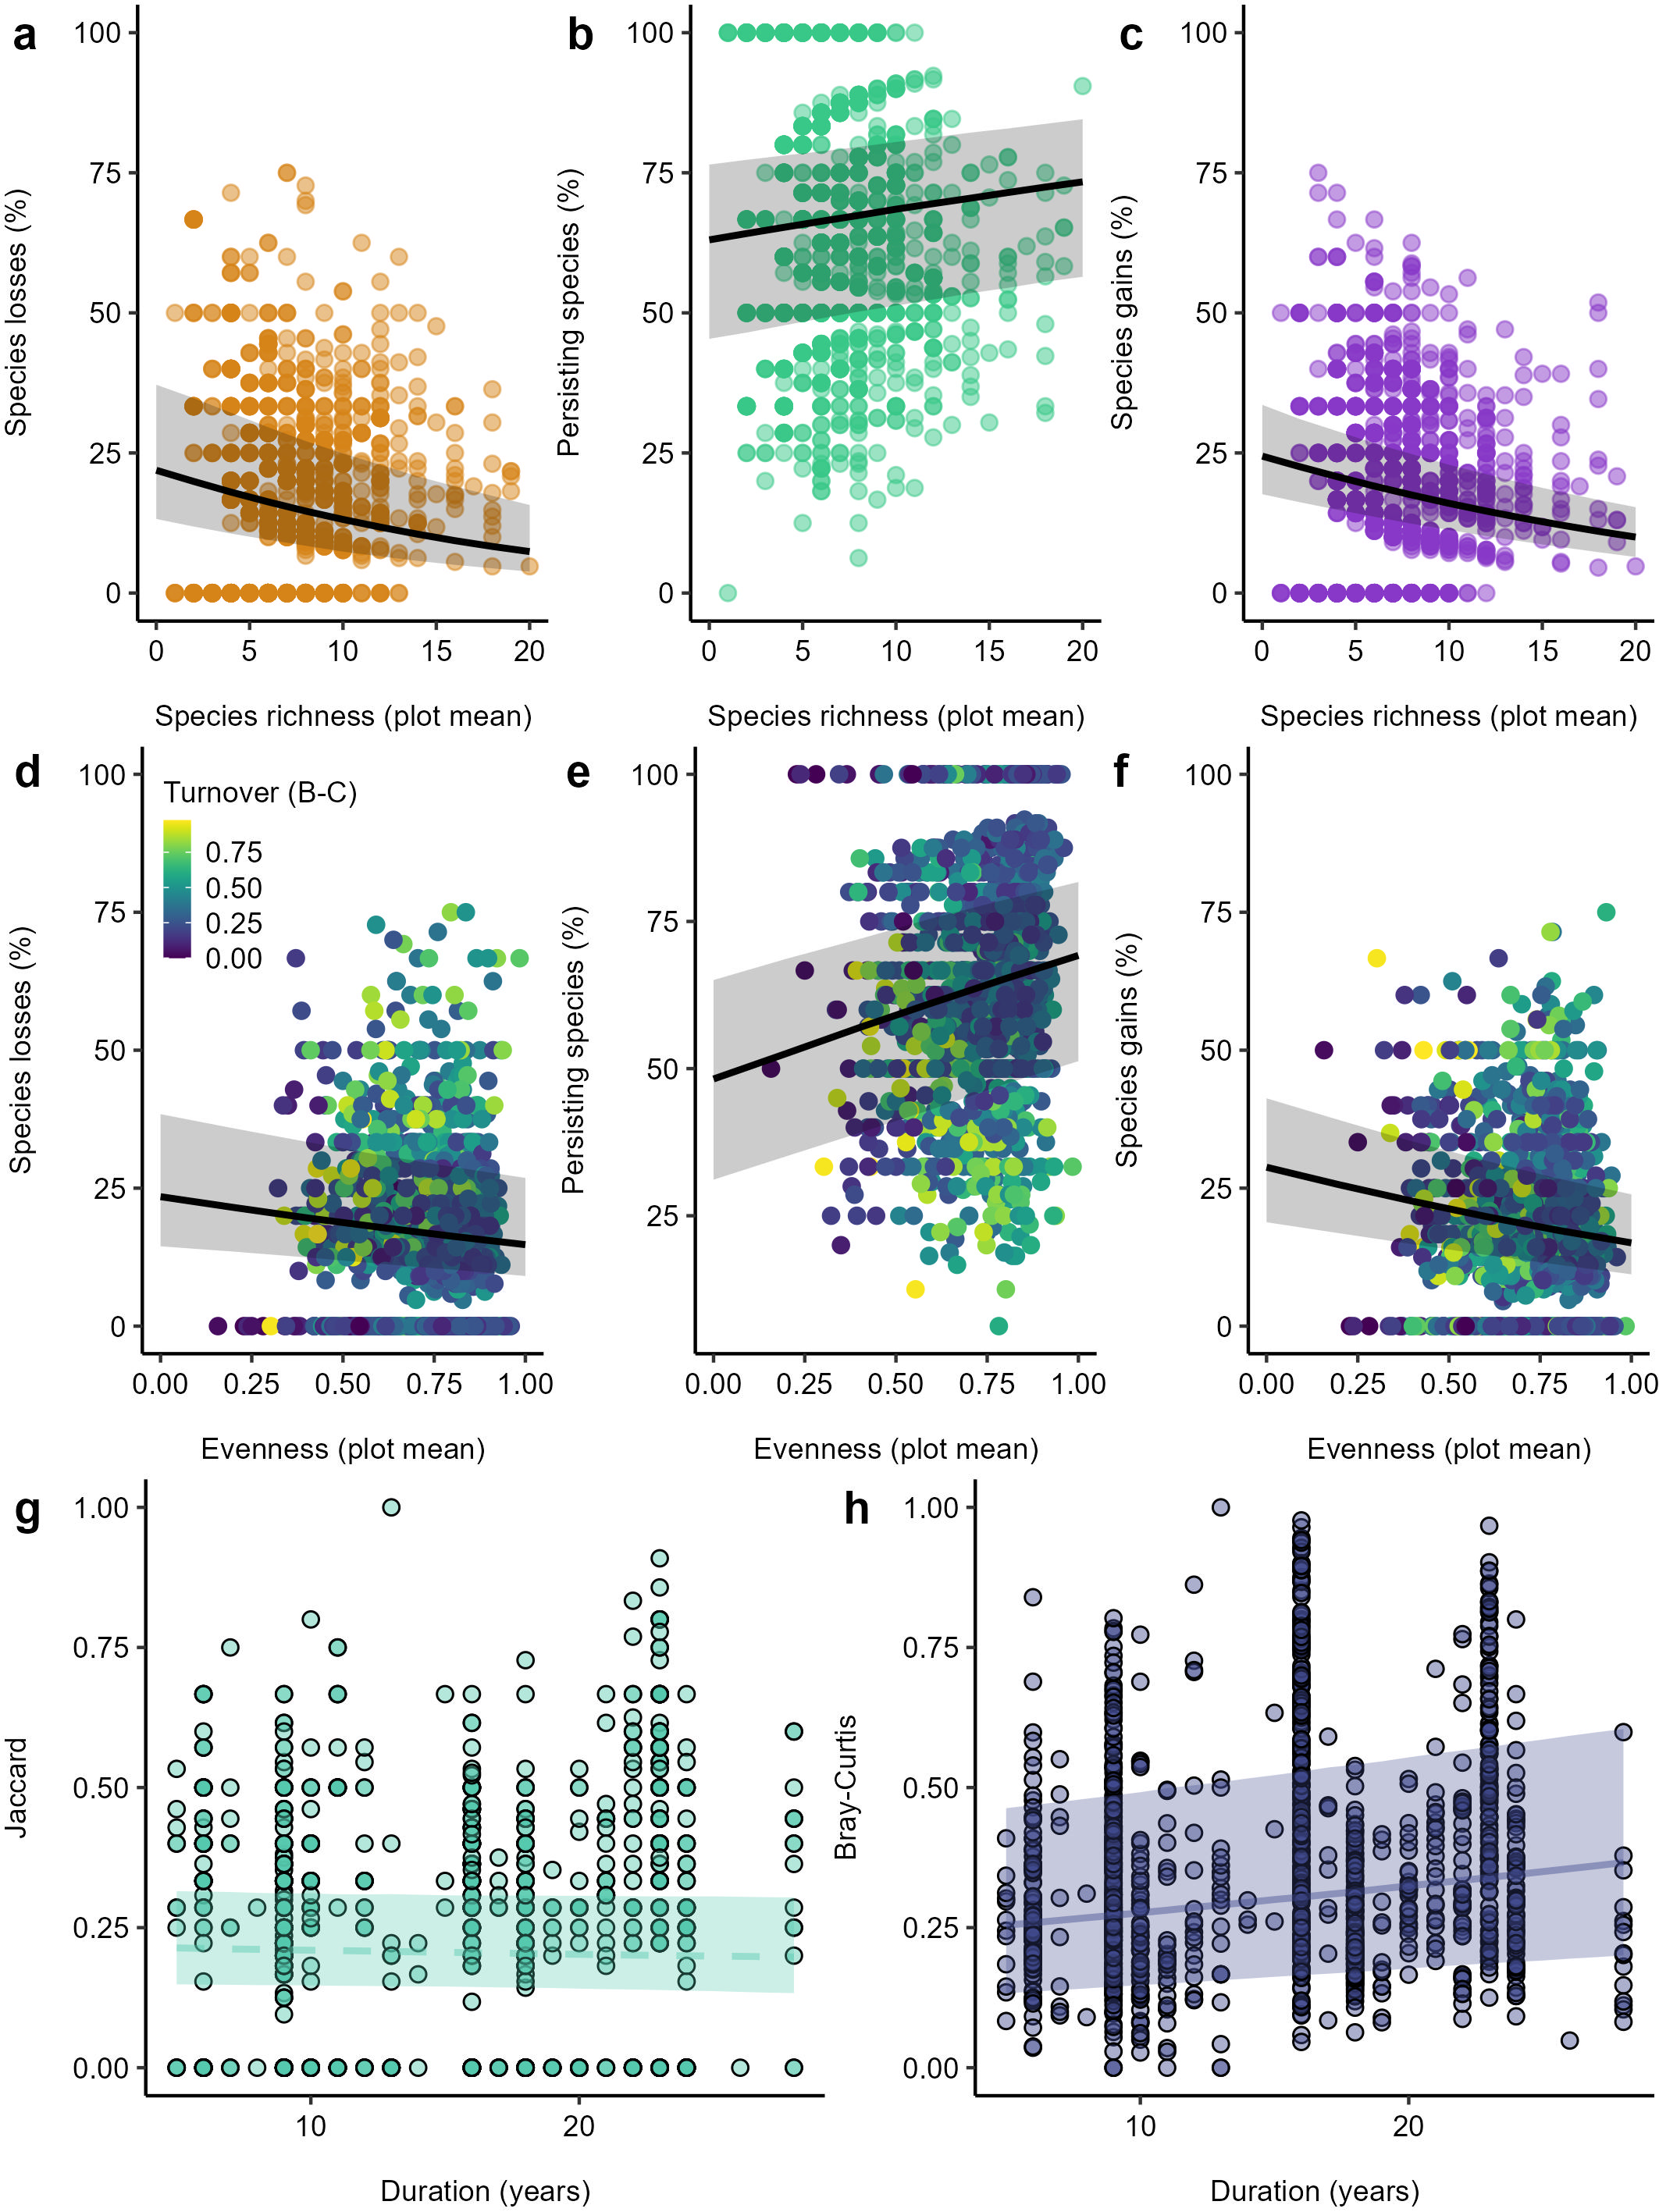 a
b
c
100
75
50
25
0
Species losses (%)
0 5 10 15 20
Species richness (plot mean)
100
75
50
25
0
Persisting species (%)
0 5 10 15 20
Species richness (plot mean)
100
75
50
25
0
Species gains (%)
0 5 10 15 20
Species richness (plot mean)
d
e
f
Turnover (B-C)
0.75
0.50
0.25
0.00
100
75
50
25
0
Species losses (%)
0.00 0.25 0.50 0.75 1.00
Evenness (plot mean)
100
75
50
25
Persisting species (%)
0.00 0.25 0.50 0.75 1.00
Evenness (plot mean)
100
75
50
25
0
Species gains (%)
0.00 0.25 0.50 0.75 1.00
Evenness (plot mean)
g
h
1.00
0.75
0.50
0.25
0.00
Jaccard
10 20
Duration (years)
1.00
0.75
0.50
0.25
0.00
Bray-Curtis
10 20
Duration (years)